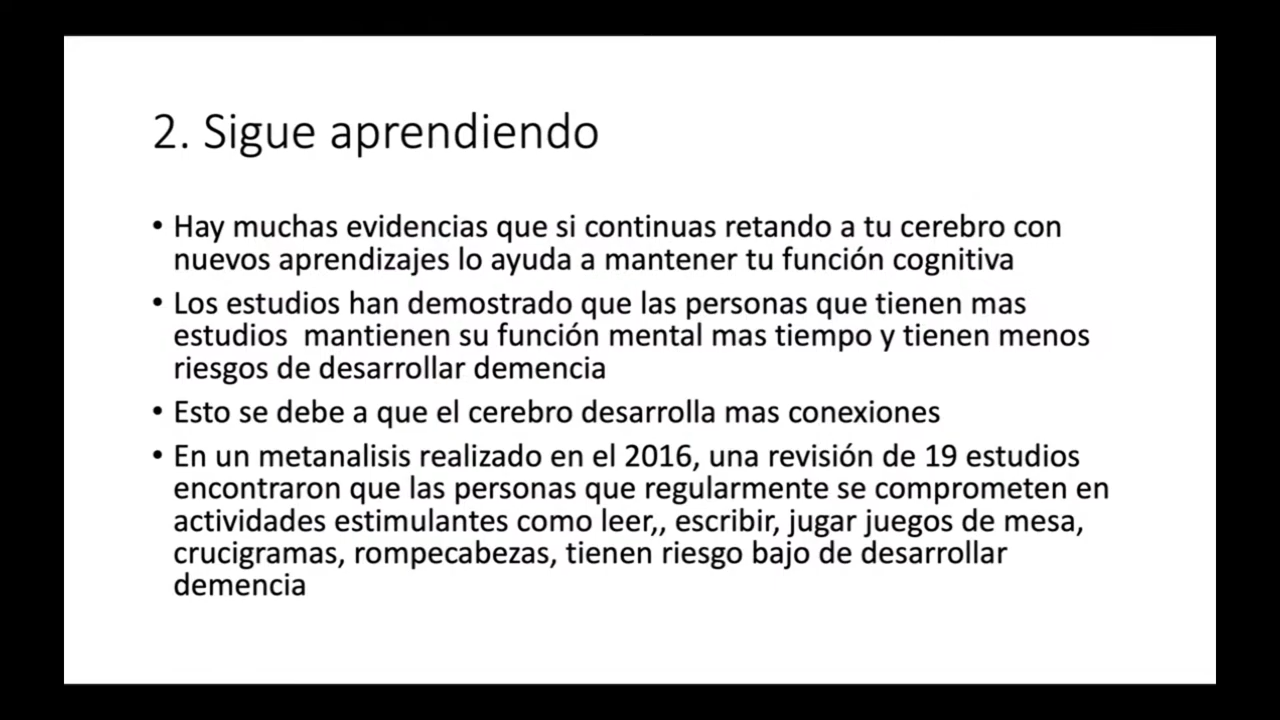 2. Sigue aprendiendo
• Hay muchas evidencias que si continuas retando a tu cerebro con
nuevos aprendizajes lo ayuda a mantener tu función cognitiva
• Los estudios han demostrado que las personas que tienen mas
estudios  mantienen su función mental mas tiempo y tienen menos
riesgos de desarrollar demencia
• Esto se debe a que el cerebro desarrolla mas conexiones
• En un metanalisis realizado en el 2016, una revisión de 19 estudios
encontraron que las personas que regularmente se comprometen en
actividades estimulantes como leer,, escribir, jugar juegos de mesa,
crucigramas, rompecabezas, tienen riesgo bajo de desarrollar
demencia